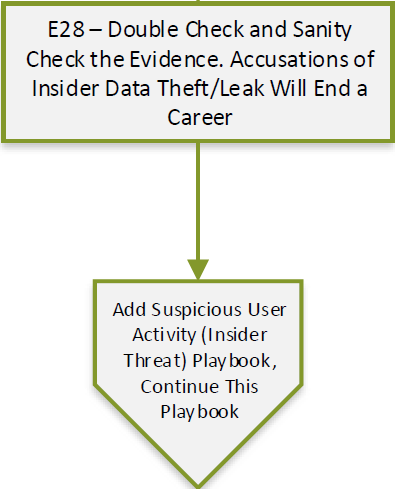 E28 – Double Check and Sanity
Check the Evidence. Accusations of
Insider Data Theft/Leak Will End a
Career
Add Suspicious User
Activity (Insider
Threat) Playbook,
Continue This
Playbook